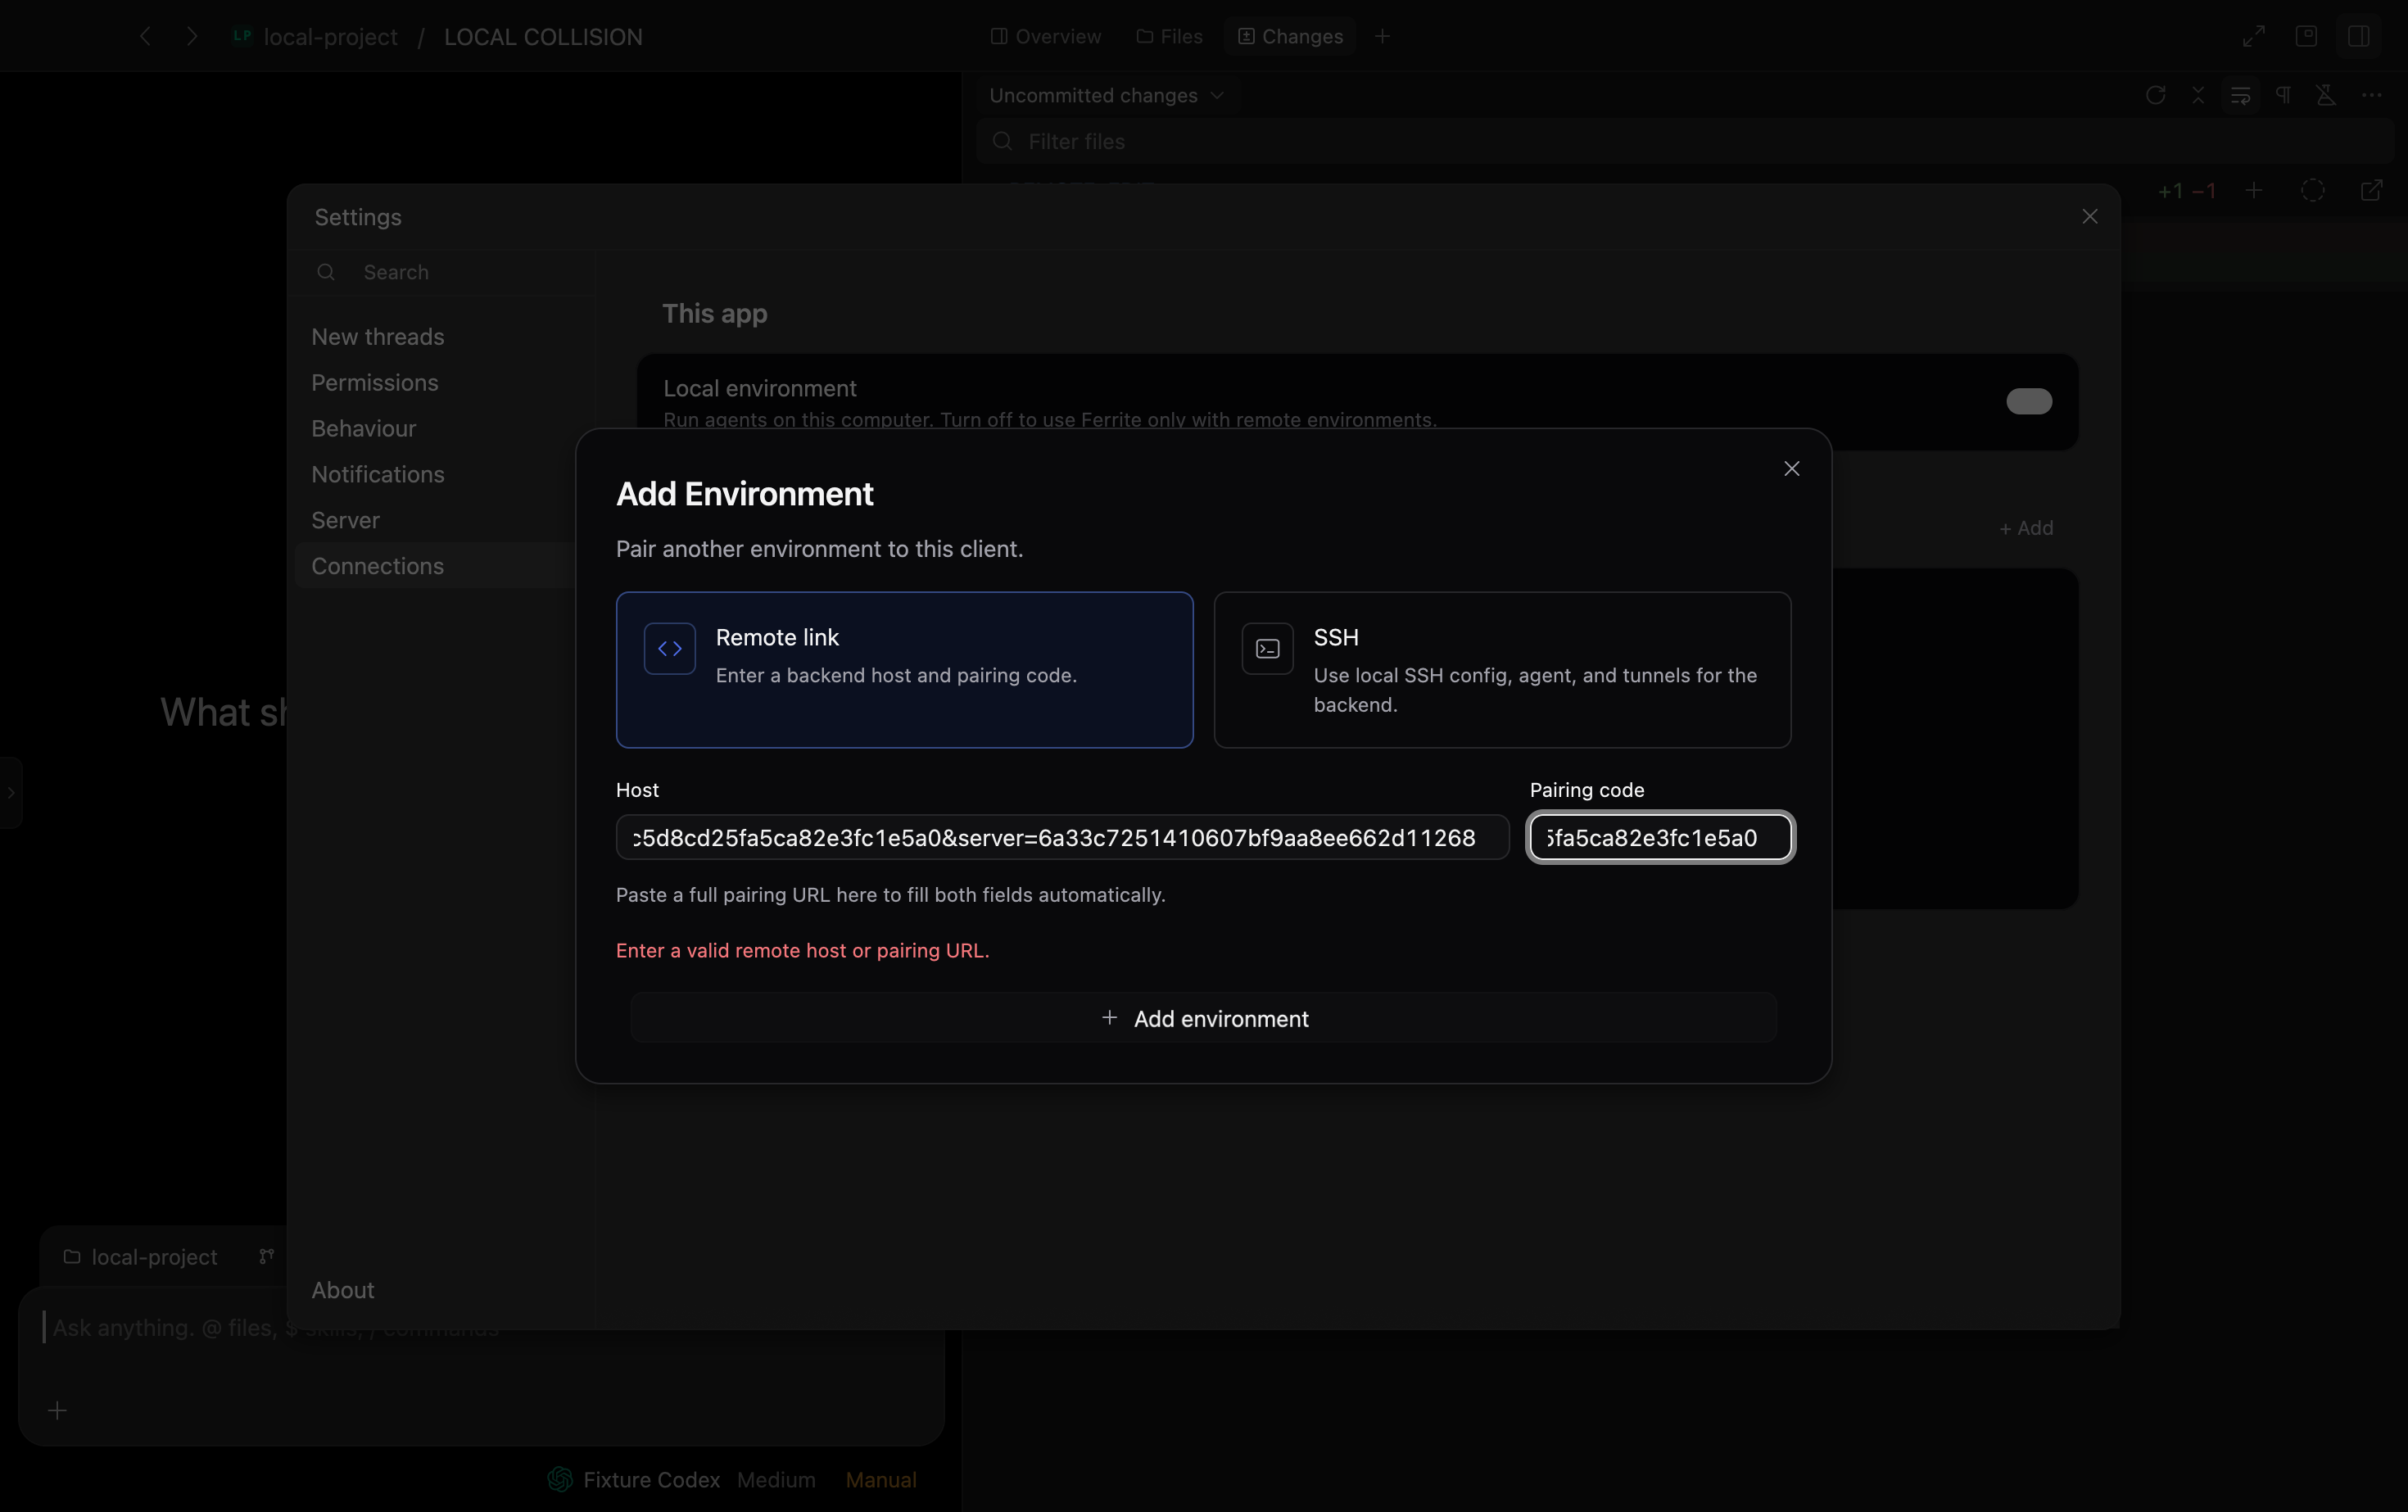 LP local-project / LOCAL COLLISION
Overview Files Changes
Uncommitted changes
Filter files
+1 −1
Settings
Search
New threads
Permissions
Behaviour
Notifications
Server
Connections
About
This app
Local environment
Run agents on this computer. Turn off to use Ferrite only with remote environments.
+ Add
Add Environment
Pair another environment to this client.
Remote link
Enter a backend host and pairing code.
SSH
Use local SSH config, agent, and tunnels for the
backend.
Host
Pairing code
c5d8cd25fa5ca82e3fc1e5a0&server=6a33c7251410607bf9aa8ee662d11268
5fa5ca82e3fc1e5a0
Paste a full pairing URL here to fill both fields automatically.
Enter a valid remote host or pairing URL.
+ Add environment
What
local-project
Ask anything. @ files, $ skills, / commands
Fixture Codex Medium Manual